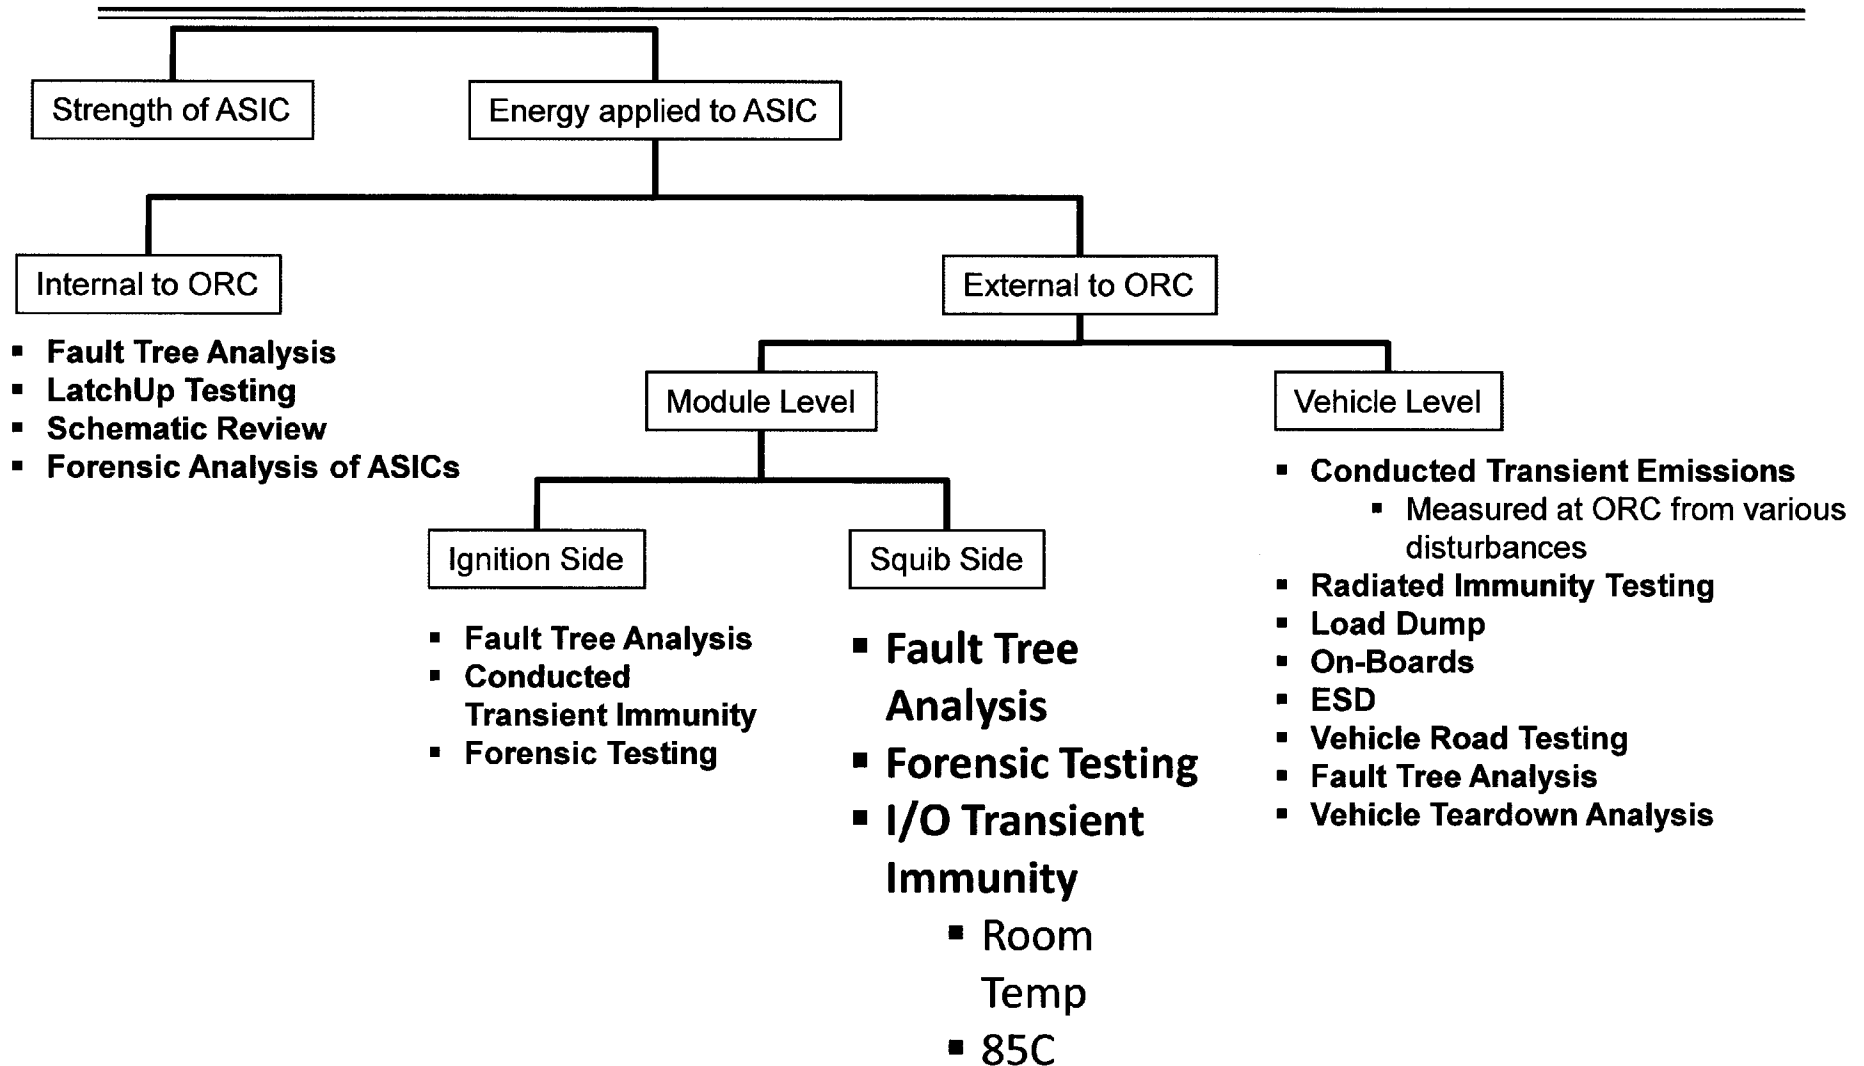 Strength of ASIC
Energy applied to ASIC
Internal to ORC
External to ORC
▪ Fault Tree Analysis
▪ LatchUp Testing
▪ Schematic Review
▪ Forensic Analysis of ASICs
Module Level
Vehicle Level
Ignition Side
Squib Side
▪ Fault Tree Analysis
▪ Conducted
Transient Immunity
▪ Forensic Testing
▪ Fault Tree
Analysis
▪ Forensic Testing
▪ I/O Transient
Immunity
▪ Room
Temp
▪ 85C
▪ Conducted Transient Emissions
▪ Measured at ORC from various
disturbances
▪ Radiated Immunity Testing
▪ Load Dump
▪ On-Boards
▪ ESD
▪ Vehicle Road Testing
▪ Fault Tree Analysis
▪ Vehicle Teardown Analysis